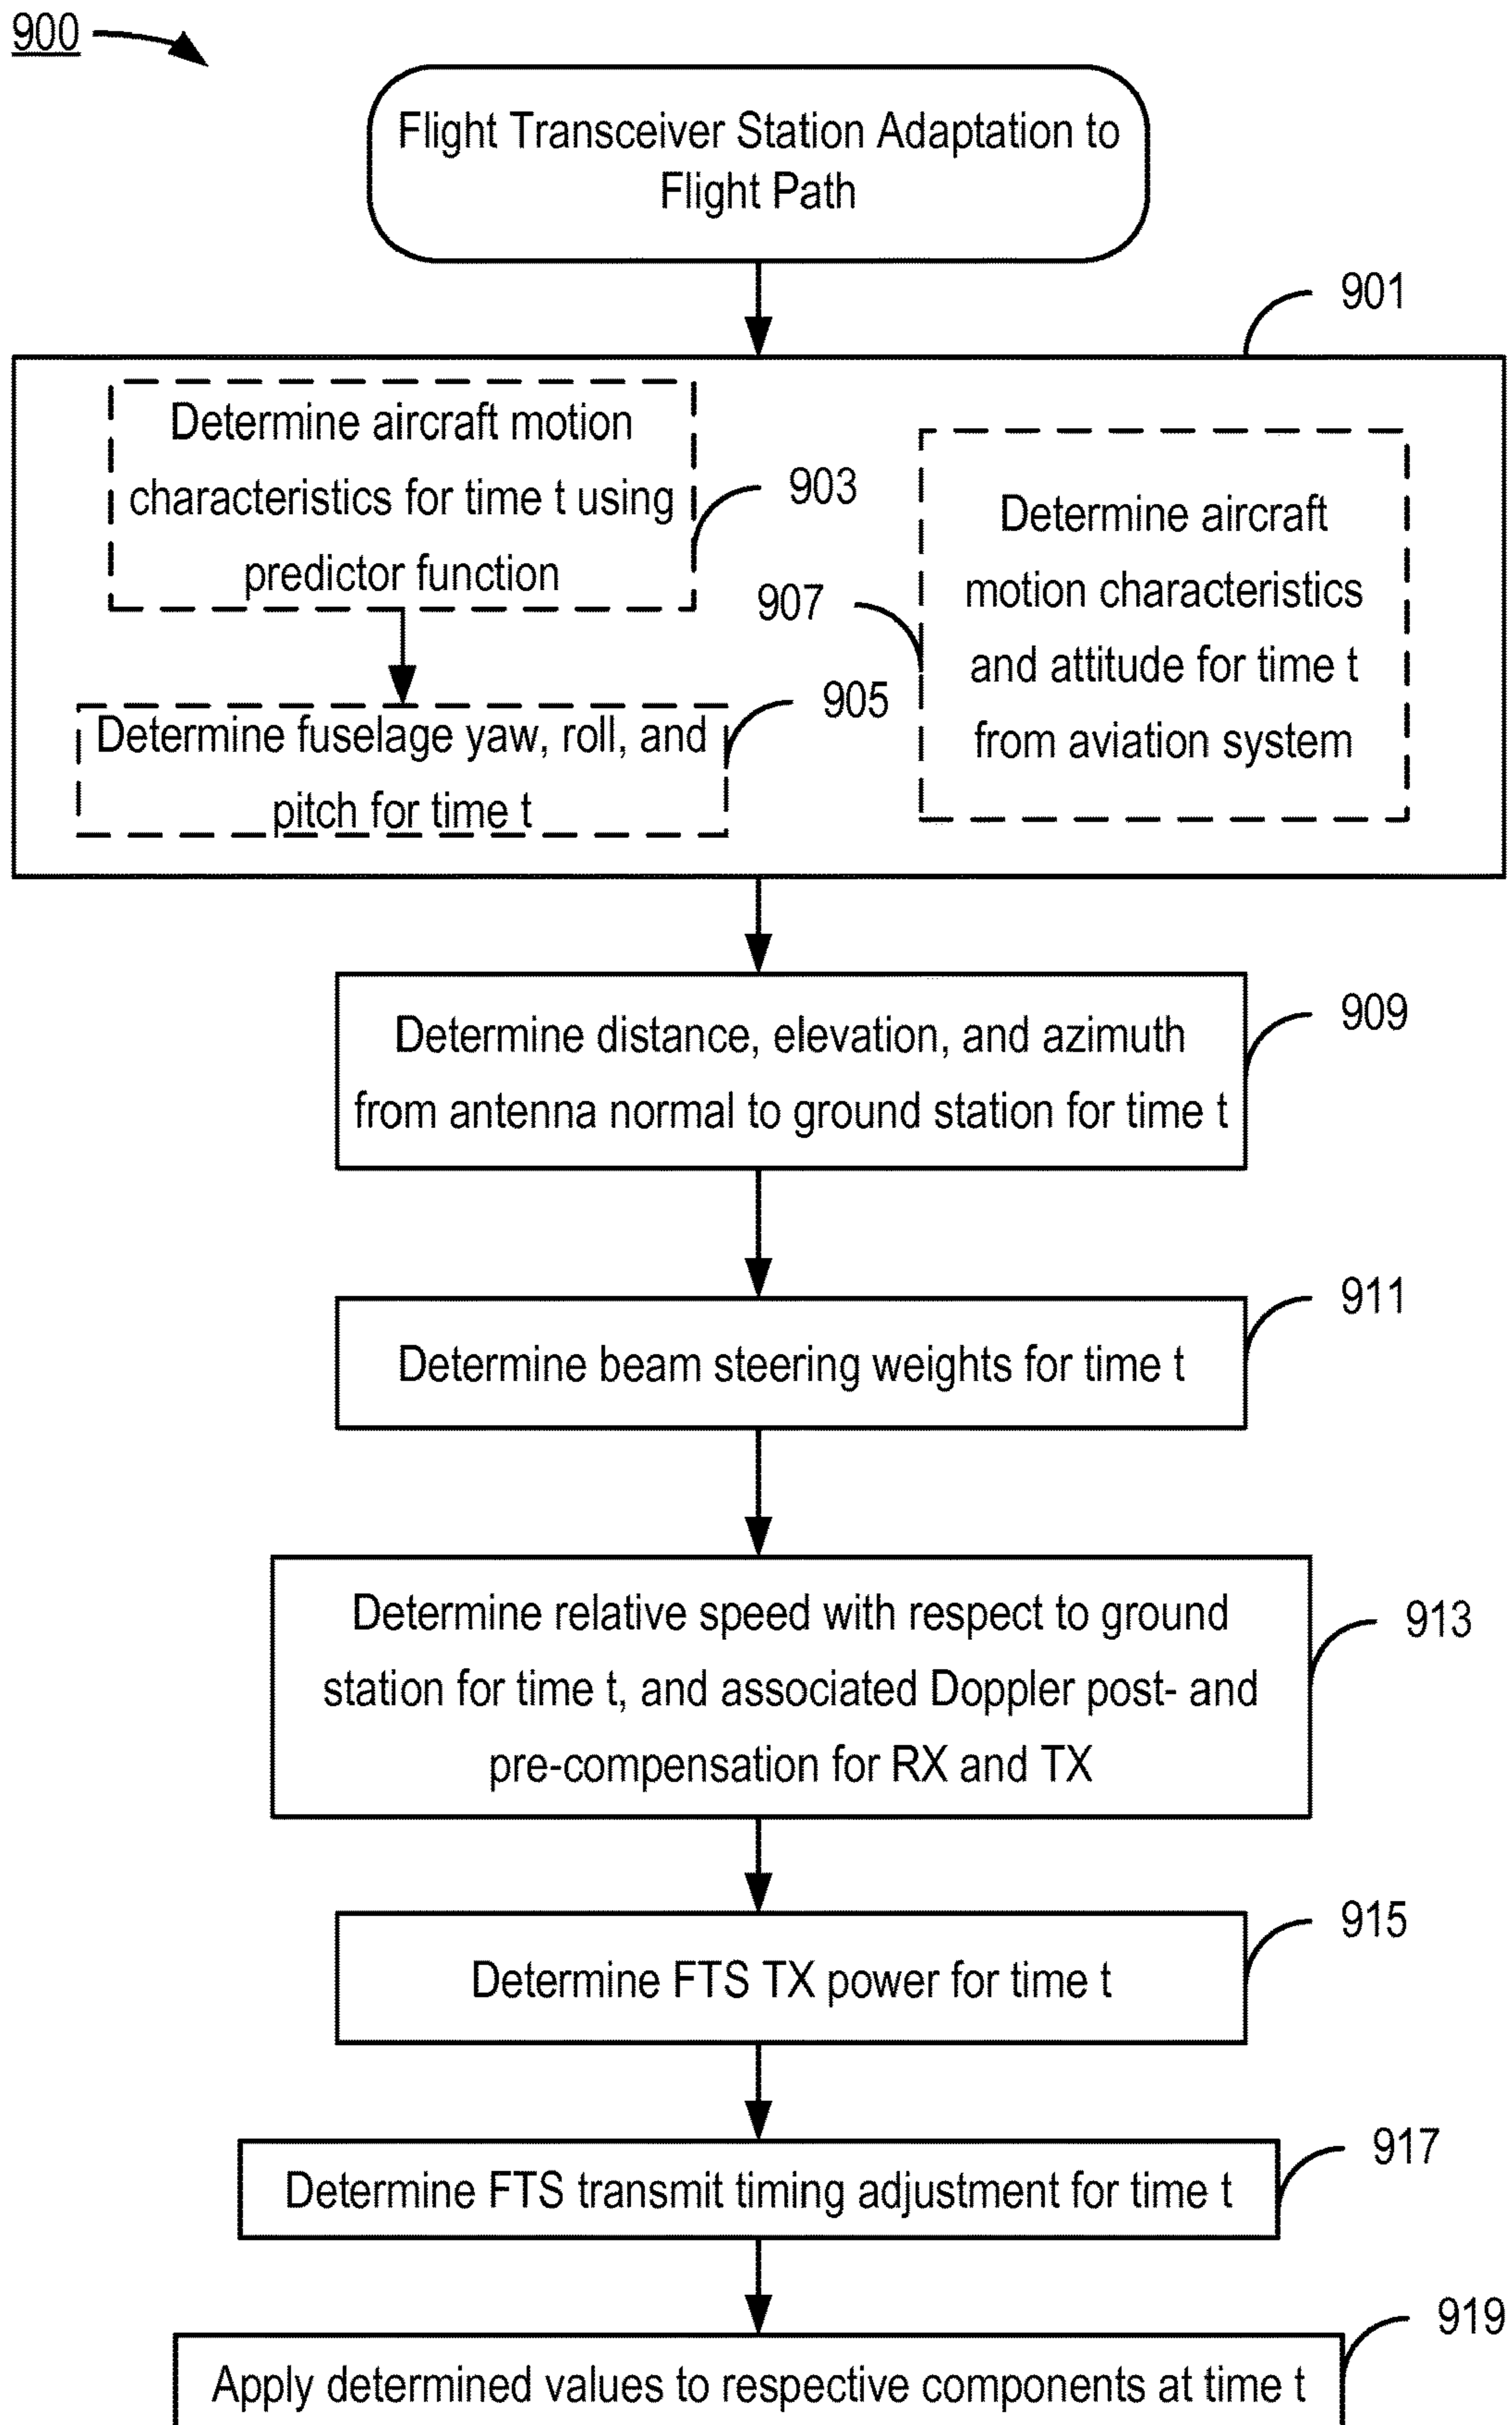 900
Flight Transceiver Station Adaptation to
Flight Path
901
Determine aircraft motion
characteristics for time t using
predictor function
903
Determine fuselage yaw, roll, and
pitch for time t
905
907
Determine aircraft
motion characteristics
and attitude for time t
from aviation system
Determine distance, elevation, and azimuth
from antenna normal to ground station for time t
909
Determine beam steering weights for time t
911
Determine relative speed with respect to ground
station for time t, and associated Doppler post- and
pre-compensation for RX and TX
913
Determine FTS TX power for time t
915
Determine FTS transmit timing adjustment for time t
917
Apply determined values to respective components at time t
919